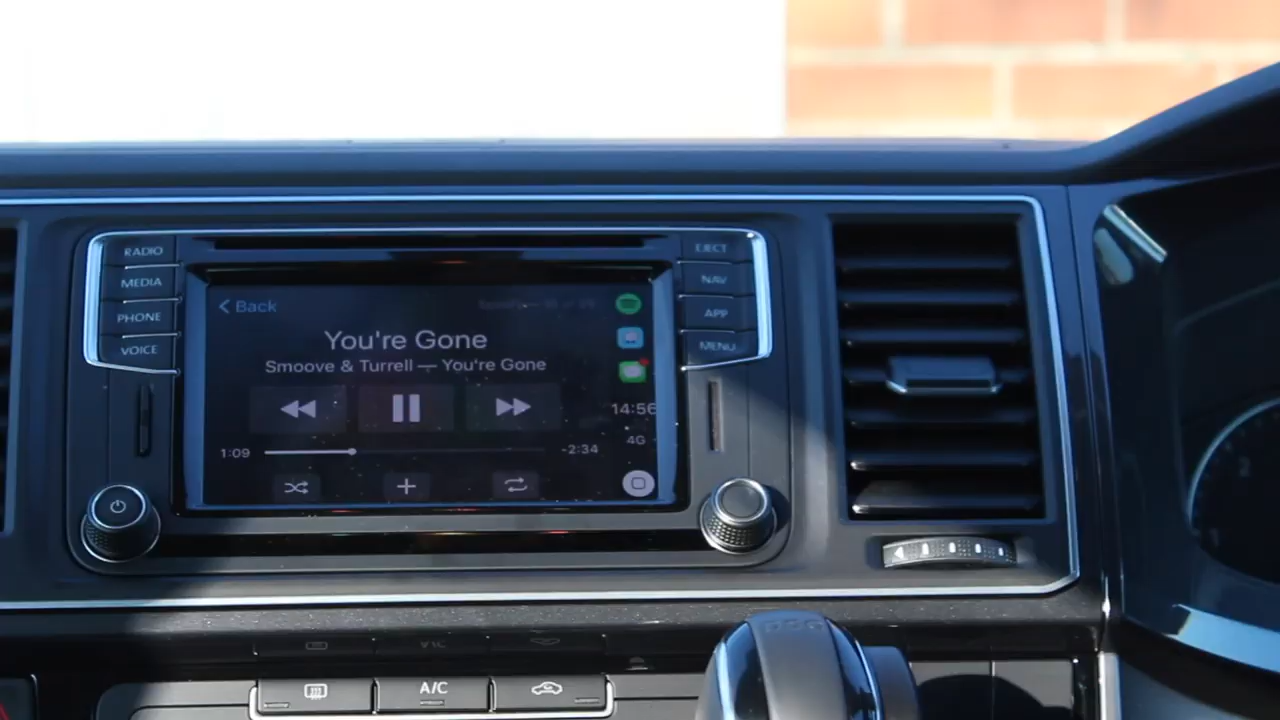 RADIO
MEDIA
PHONE
VOICE
EJECT
NAV
APP
MENU
Back
You're Gone
Smoove & Turrell — You're Gone
14:56
4G
1:09
-2:34
A/C